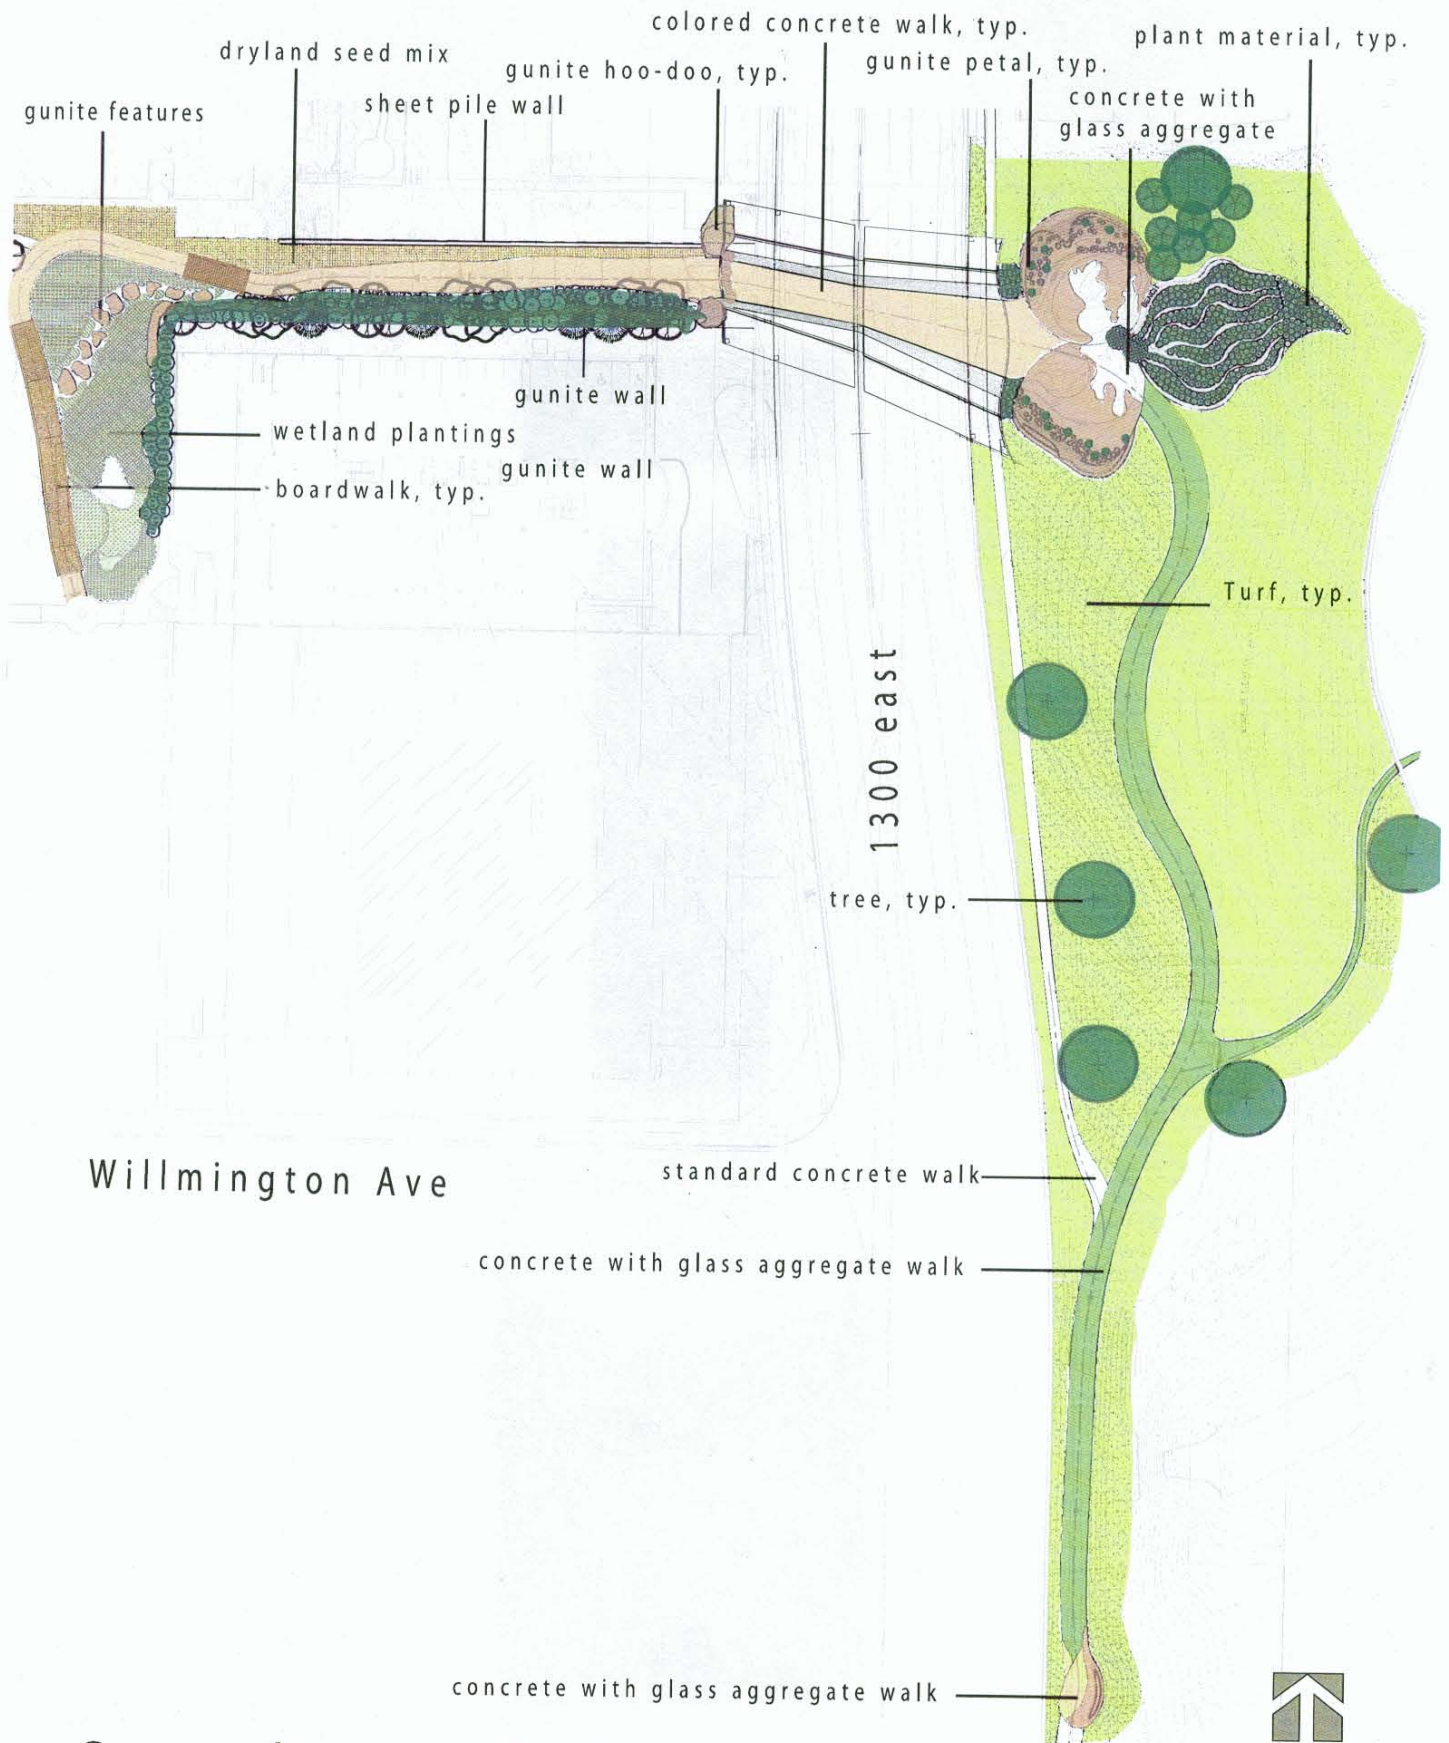 colored concrete walk, typ.
plant material, typ.
dryland seed mix
gunite hoo-doo, typ.
gunite petal, typ.
sheet pile wall
concrete with
glass aggregate
gunite features
gunite wall
wetland plantings
gunite wall
boardwalk, typ.
Turf, typ.
1300 east
tree, typ.
Willmington Ave
standard concrete walk
concrete with glass aggregate walk
concrete with glass aggregate walk